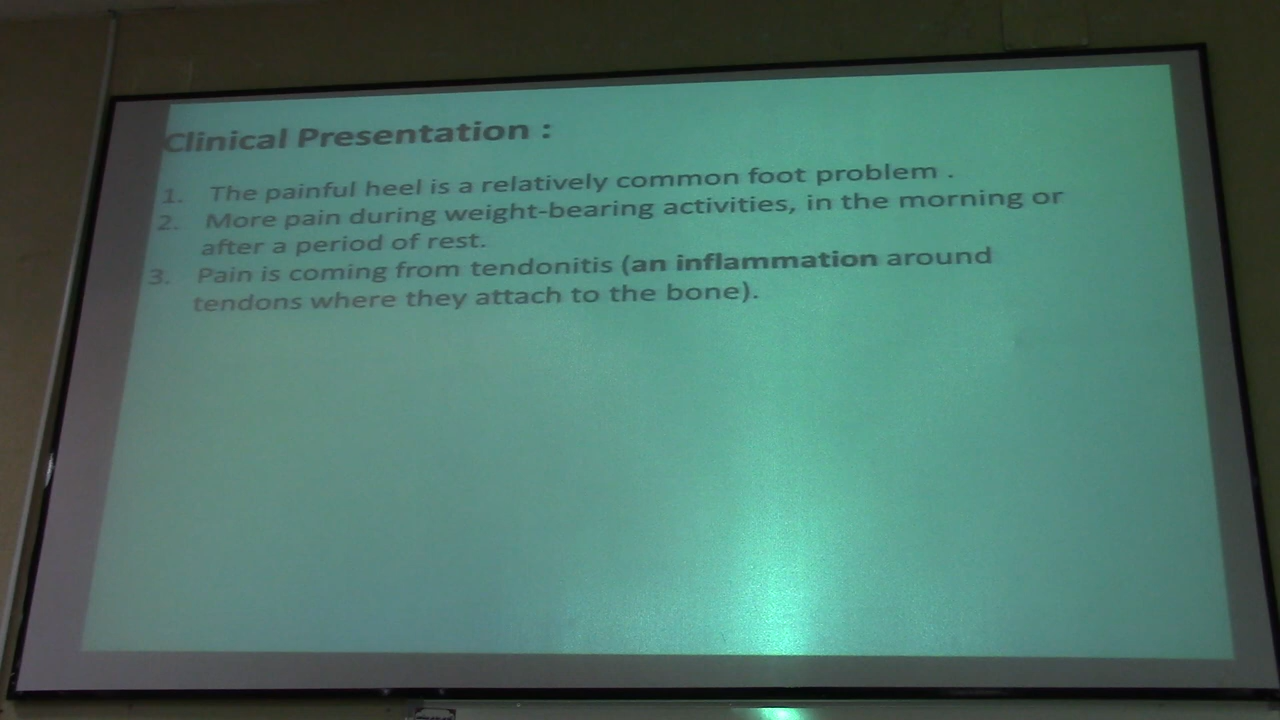 Clinical Presentation :
1. The painful heel is a relatively common foot problem .
2. More pain during weight-bearing activities, in the morning or
after a period of rest.
3. Pain is coming from tendonitis (an inflammation around
tendons where they attach to the bone).